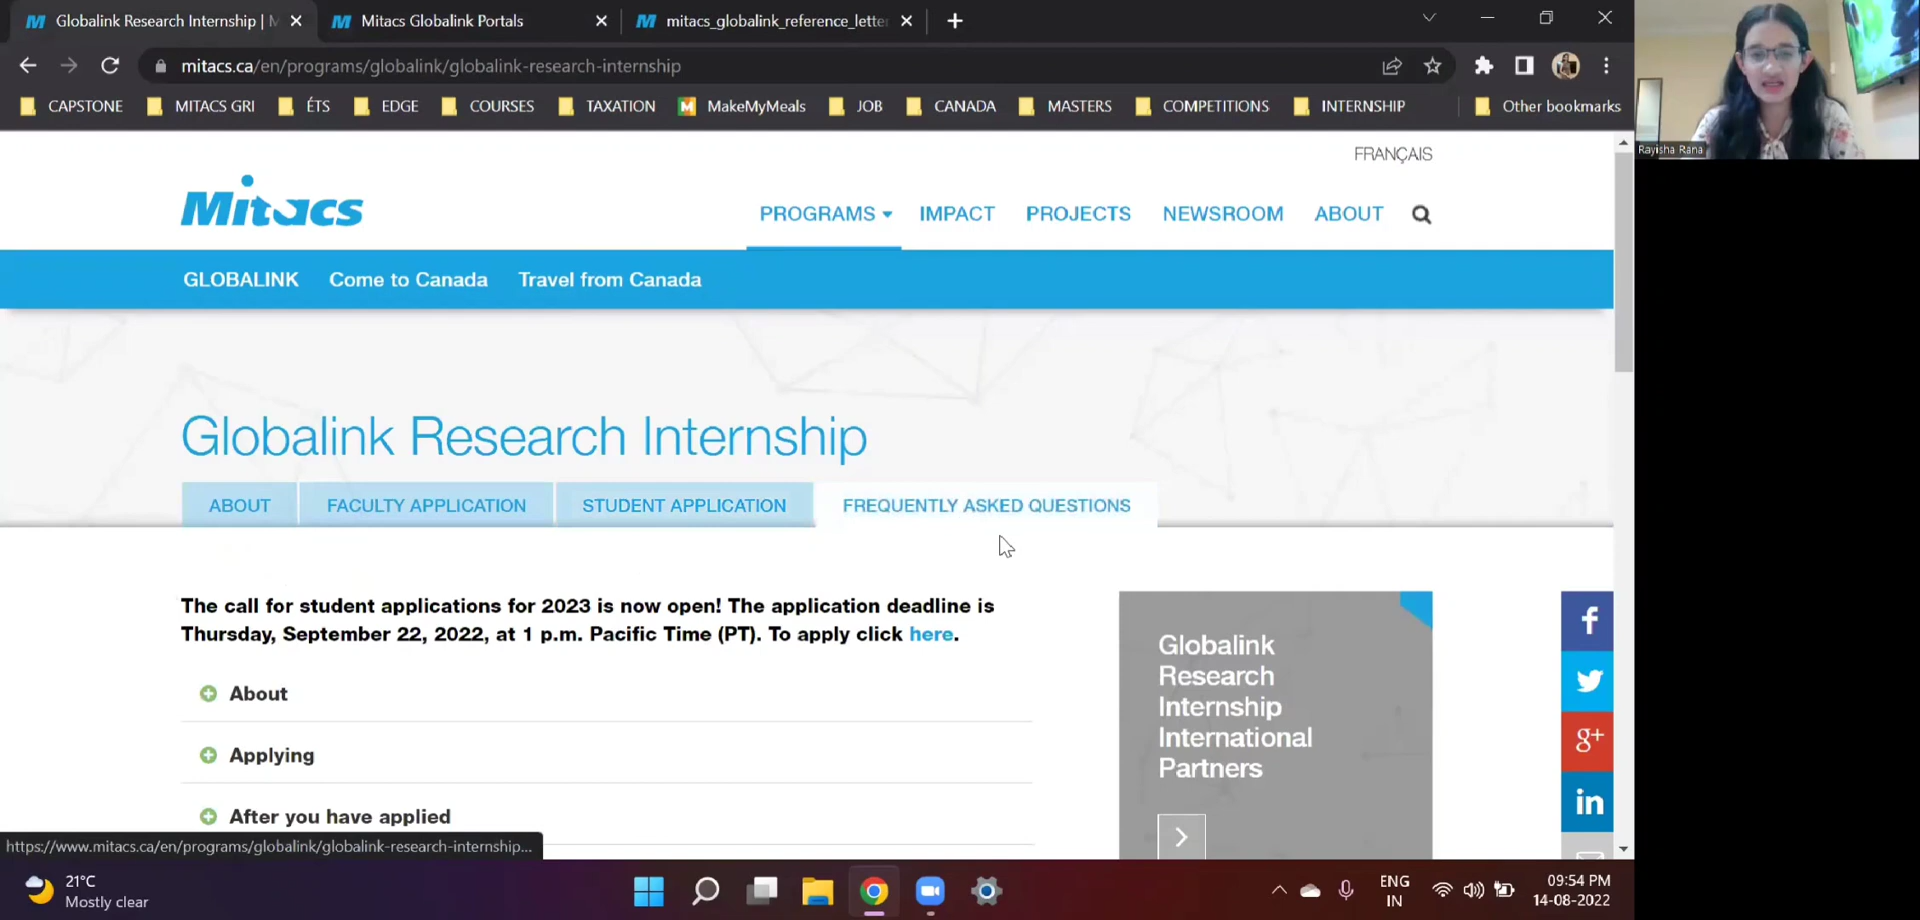 Globalink Research Internship | M
Mitacs Globalink Portals
mitacs_globalink_reference_letter
mitacs.ca/en/programs/globalink/globalink-research-internship
CAPSTONE MITACS GRI ÉTS EDGE COURSES TAXATION MakeMyMeals JOB CANADA MASTERS COMPETITIONS INTERNSHIP Other bookmarks
Rayisha Rana
FRANÇAIS
Mitacs
PROGRAMS IMPACT PROJECTS NEWSROOM ABOUT
GLOBALINK Come to Canada Travel from Canada
Globalink Research Internship
ABOUT FACULTY APPLICATION STUDENT APPLICATION FREQUENTLY ASKED QUESTIONS
The call for student applications for 2023 is now open! The application deadline is
Thursday, September 22, 2022, at 1 p.m. Pacific Time (PT). To apply click here.
About
Applying
After you have applied
Globalink
Research
Internship
International
Partners
f
g+
in
https://www.mitacs.ca/en/programs/globalink/globalink-research-internship...
21°C
Mostly clear
ENG
IN
09:54 PM
14-08-2022